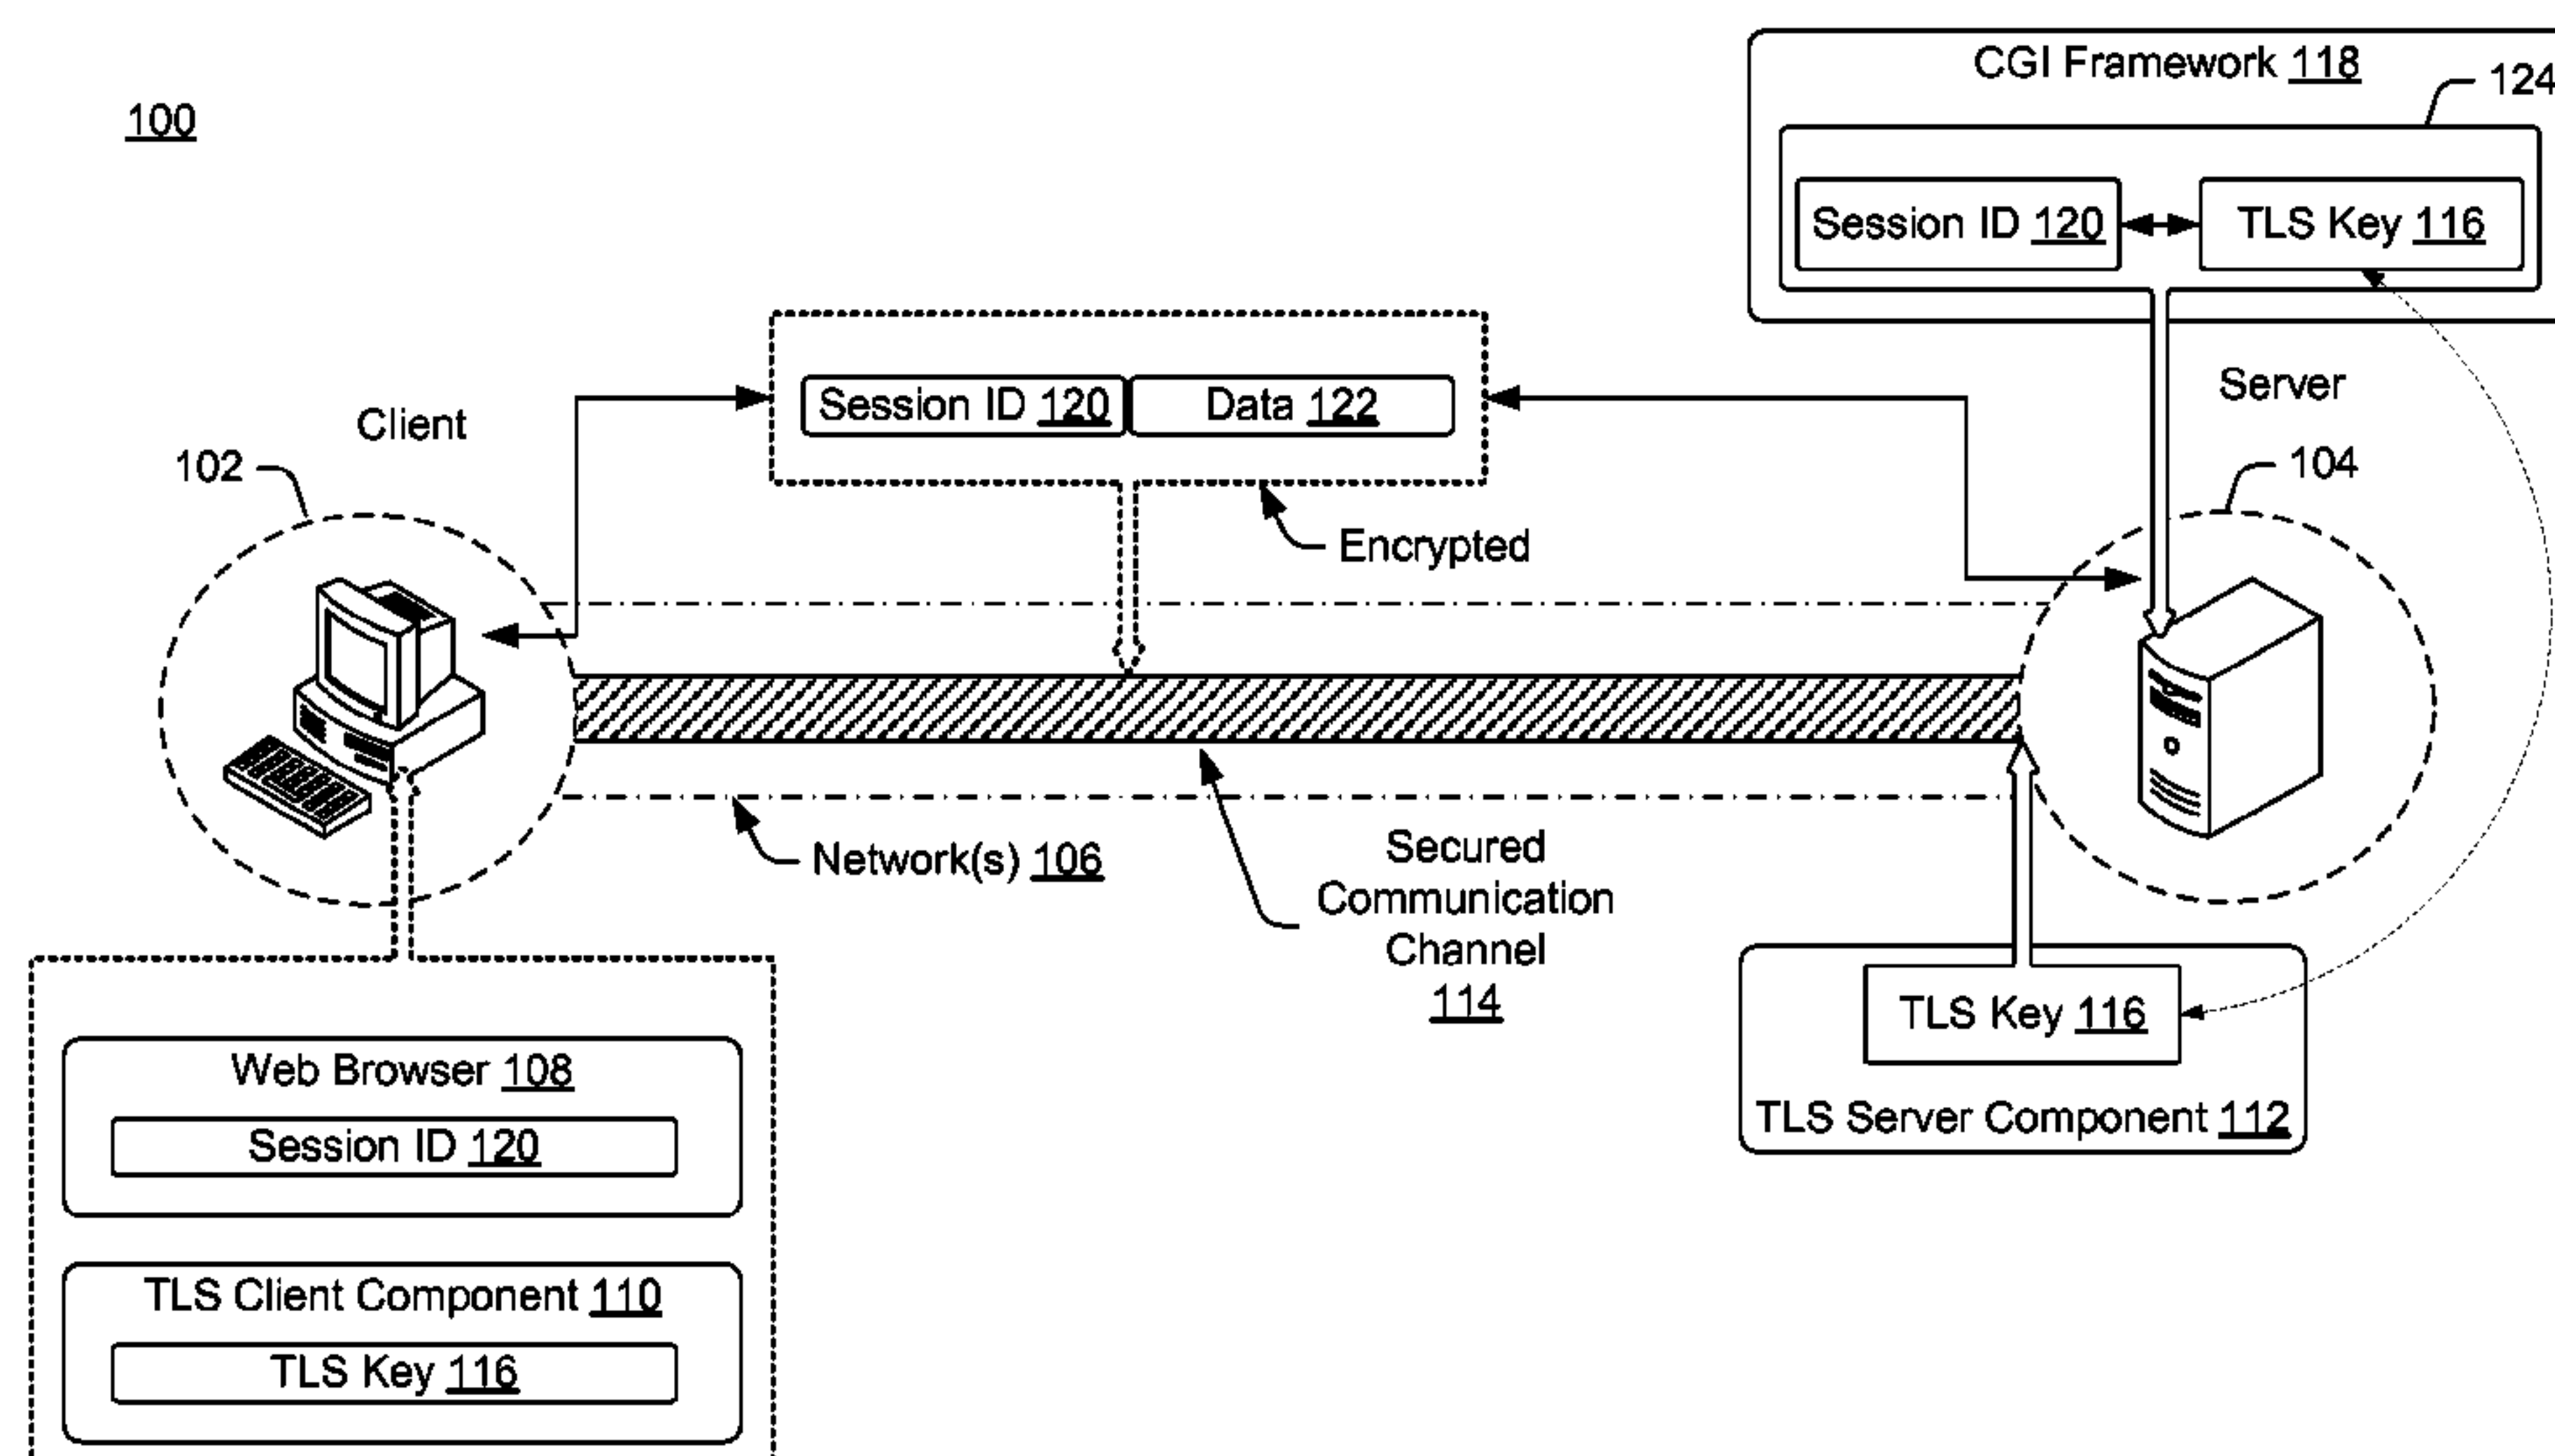 100
CGI Framework 118
124
Session ID 120
TLS Key 116
Session ID 120
Data 122
Client
Server
102
104
Encrypted
Network(s) 106
Secured
Communication
Channel
114
TLS Key 116
TLS Server Component 112
Web Browser 108
Session ID 120
TLS Client Component 110
TLS Key 116